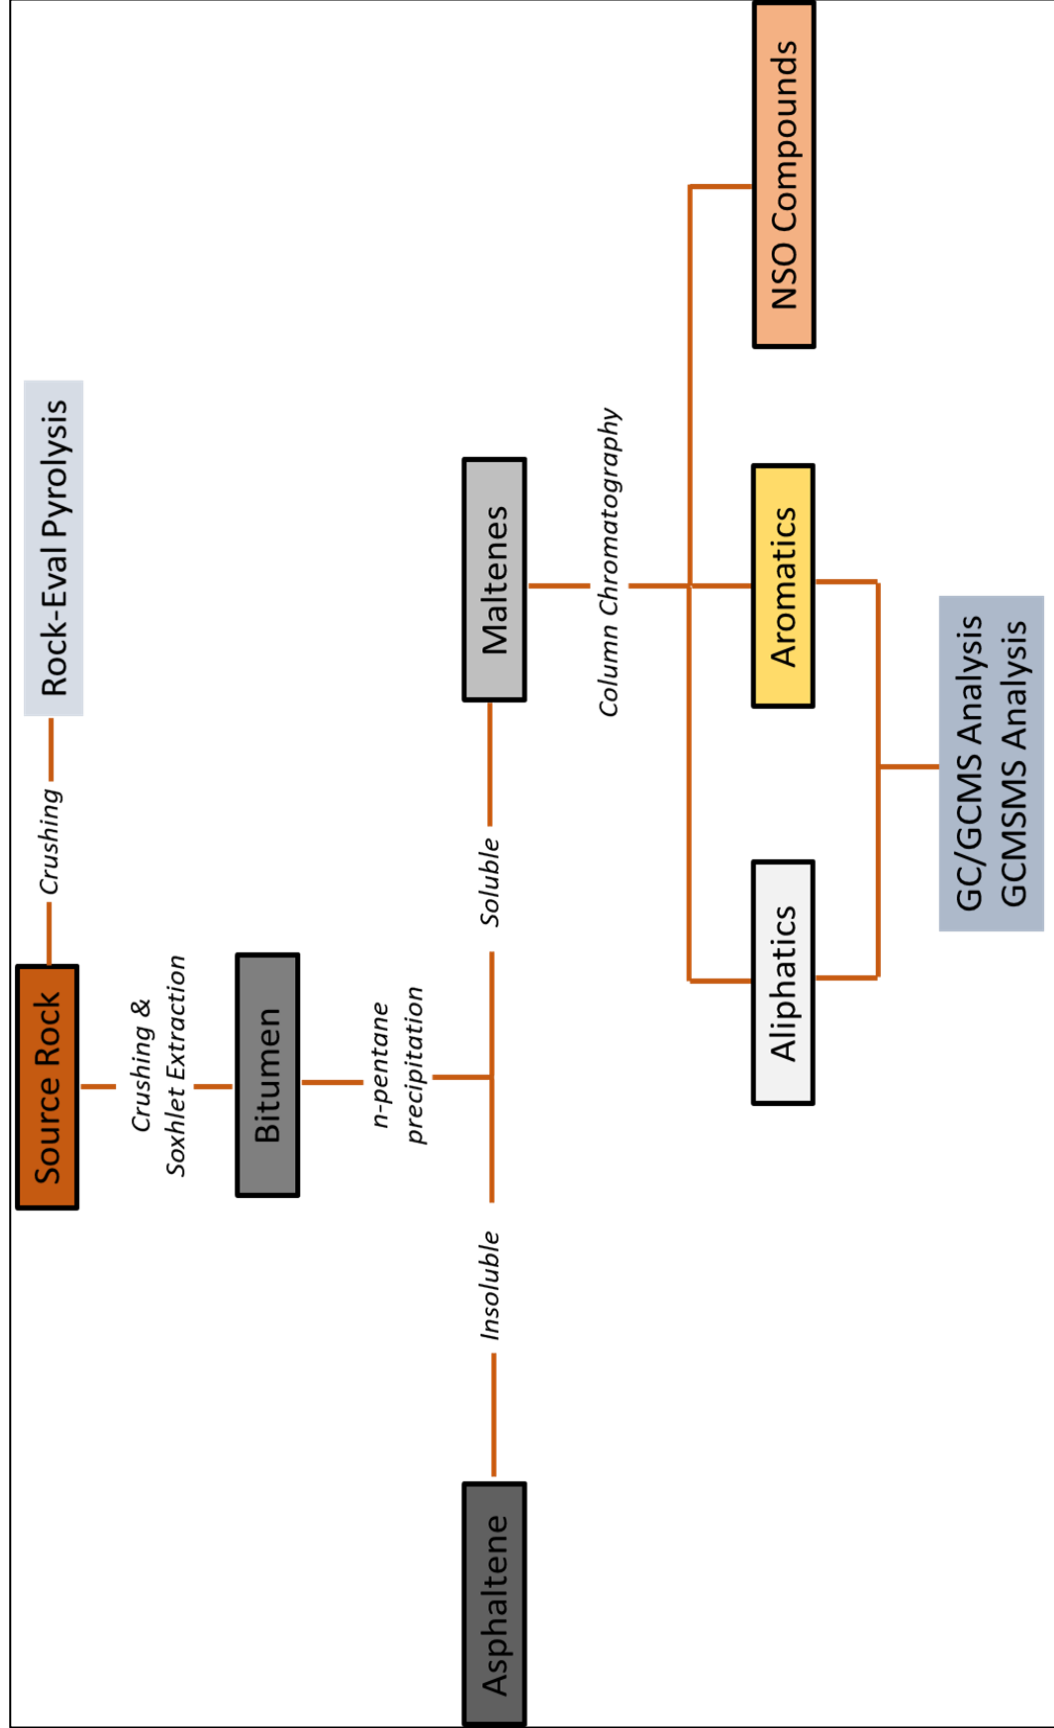 Source Rock
Crushing
Rock-Eval Pyrolysis
Crushing &
Soxhlet Extraction
Bitumen
n-pentane
precipitation
Insoluble
Soluble
Asphaltene
Maltenes
Column Chromatography
Aliphatics
Aromatics
NSO Compounds
GC/GCMS Analysis
GCMSMS Analysis